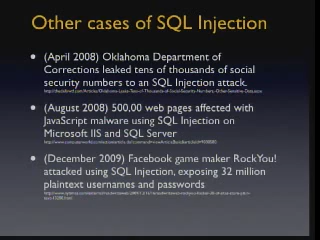 Other cases of SQL Injection
• (April 2008) Oklahoma Department of
Corrections leaked tens of thousands of social
security numbers to an SQL Injection attack.
• (August 2008) 500,00 web pages affected with
JavaScript malware using SQL Injection on
Microsoft IIS and SQL Server
• (December 2009) Facebook game maker RockYou!
attacked using SQL Injection, exposing 32 million
plaintext usernames and passwords